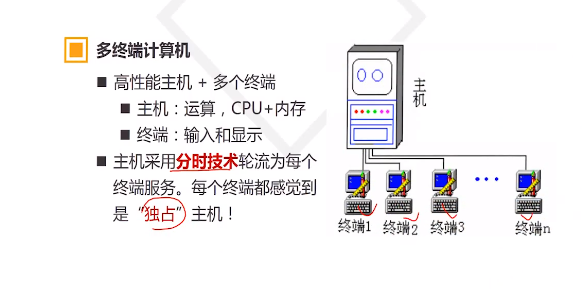 多终端计算机
■ 高性能主机 + 多个终端
■ 主机：运算，CPU+内存
■ 终端：输入和显示
■ 主机采用分时技术轮流为每个
终端服务。每个终端都感觉到
是“独占”主机！
主机
终端1 终端2 终端3 ··· 终端n